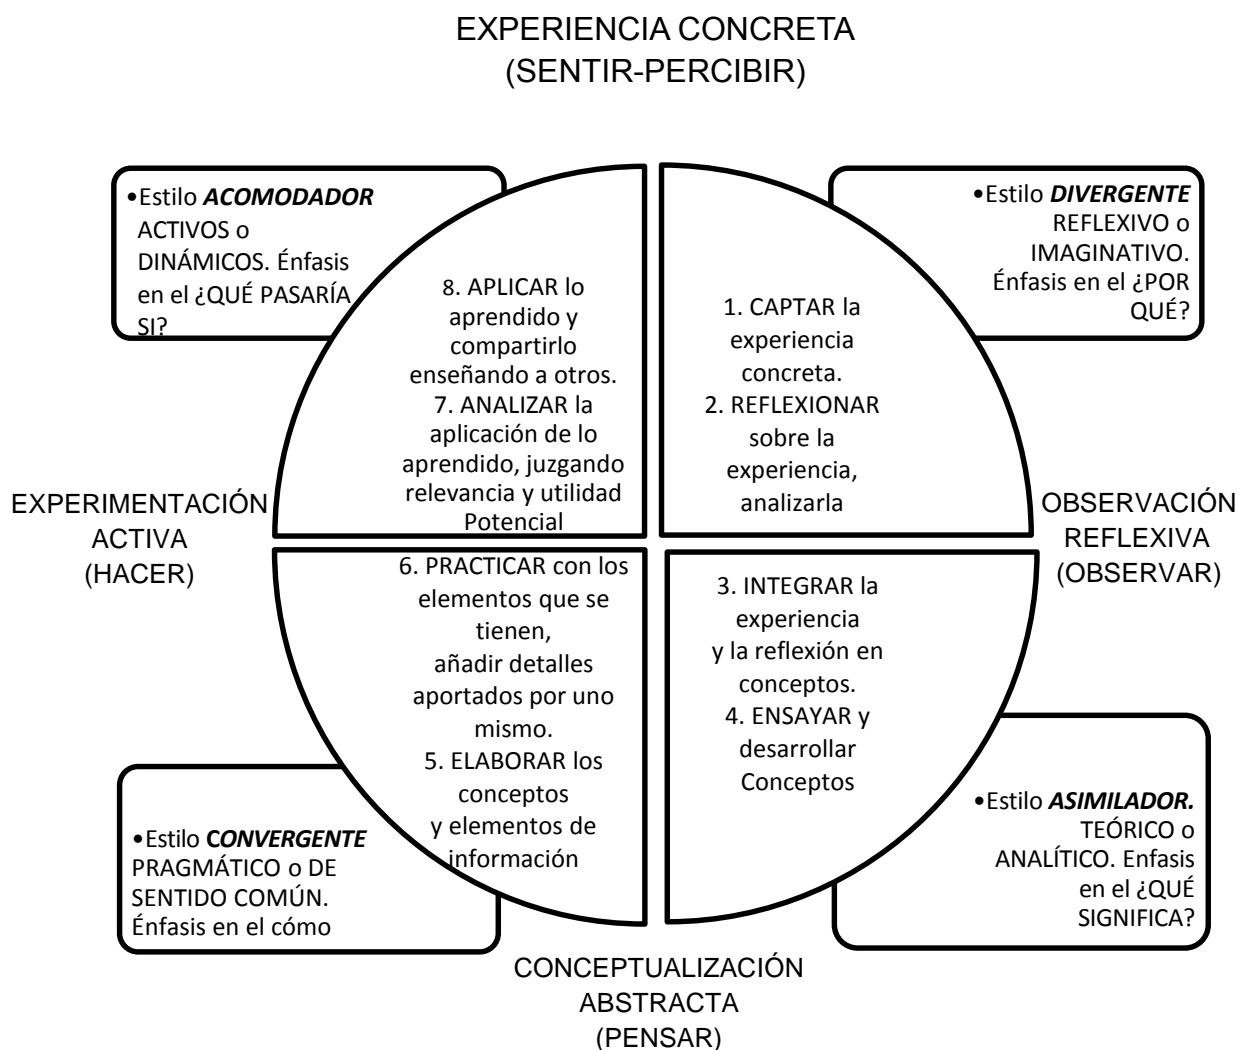 EXPERIENCIA CONCRETA
(SENTIR-PERCIBIR)
•Estilo ACOMODADOR
ACTIVOS o
DINÁMICOS. Énfasis
en el ¿QUÉ PASARÍA
SI?
•Estilo DIVERGENTE
REFLEXIVO o
IMAGINATIVO.
Énfasis en el ¿POR
QUÉ?
8. APLICAR lo
aprendido y
compartirlo
enseñando a otros.
7. ANALIZAR la
aplicación de lo
aprendido, juzgando
relevancia y utilidad
Potencial
1. CAPTAR la
experiencia
concreta.
2. REFLEXIONAR
sobre la
experiencia,
analizarla
EXPERIMENTACIÓN
ACTIVA
(HACER)
OBSERVACIÓN
REFLEXIVA
(OBSERVAR)
6. PRACTICAR con los
elementos que se
tienen,
añadir detalles
aportados por uno
mismo.
5. ELABORAR los
conceptos
y elementos de
información
3. INTEGRAR la
experiencia
y la reflexión en
conceptos.
4. ENSAYAR y
desarrollar
Conceptos
•Estilo CONVERGENTE
PRAGMÁTICO o DE
SENTIDO COMÚN.
Énfasis en el cómo
•Estilo ASIMILADOR.
TEÓRICO o
ANALÍTICO. Enfasis
en el ¿QUÉ
SIGNIFICA?
CONCEPTUALIZACIÓN
ABSTRACTA
(PENSAR)